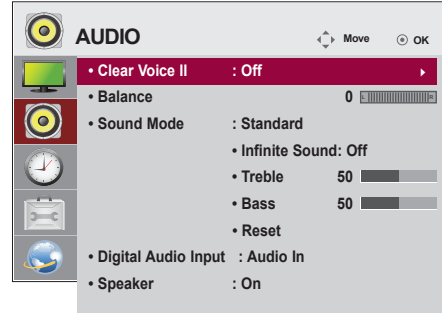 AUDIO Move OK
• Clear Voice II : Off
• Balance 0 L R
• Sound Mode : Standard
• Infinite Sound: Off
• Treble 50
• Bass 50
• Reset
• Digital Audio Input : Audio In
• Speaker : On